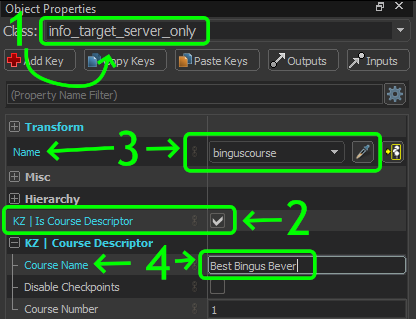 Object Properties
1
Class: info_target_server_only
Add Key Copy Keys Paste Keys Outputs Inputs
(Property Name Filter)
Transform
Name 3 binguscourse
Misc
Hierarchy
KZ | Is Course Descriptor 2
KZ | Course Descriptor
Course Name 4 Best Bingus Bever
Disable Checkpoints
Course Number 1